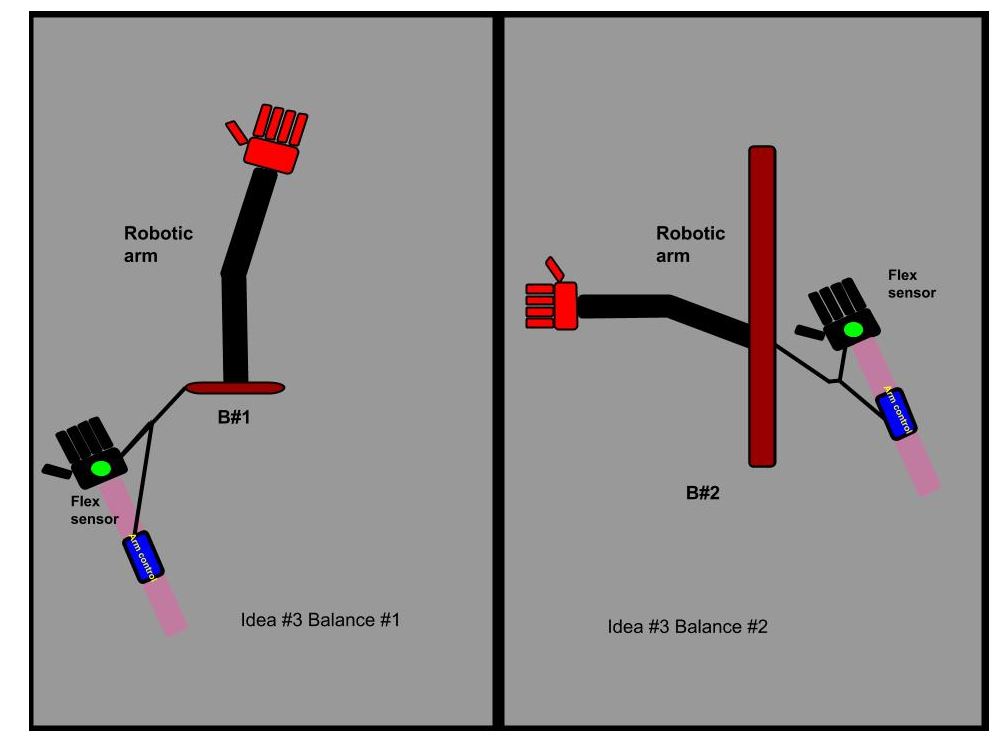 Robotic
arm
B#1
Flex
sensor
Arm control
Idea #3 Balance #1
Robotic
arm
Flex
sensor
Arm control
B#2
Idea #3 Balance #2